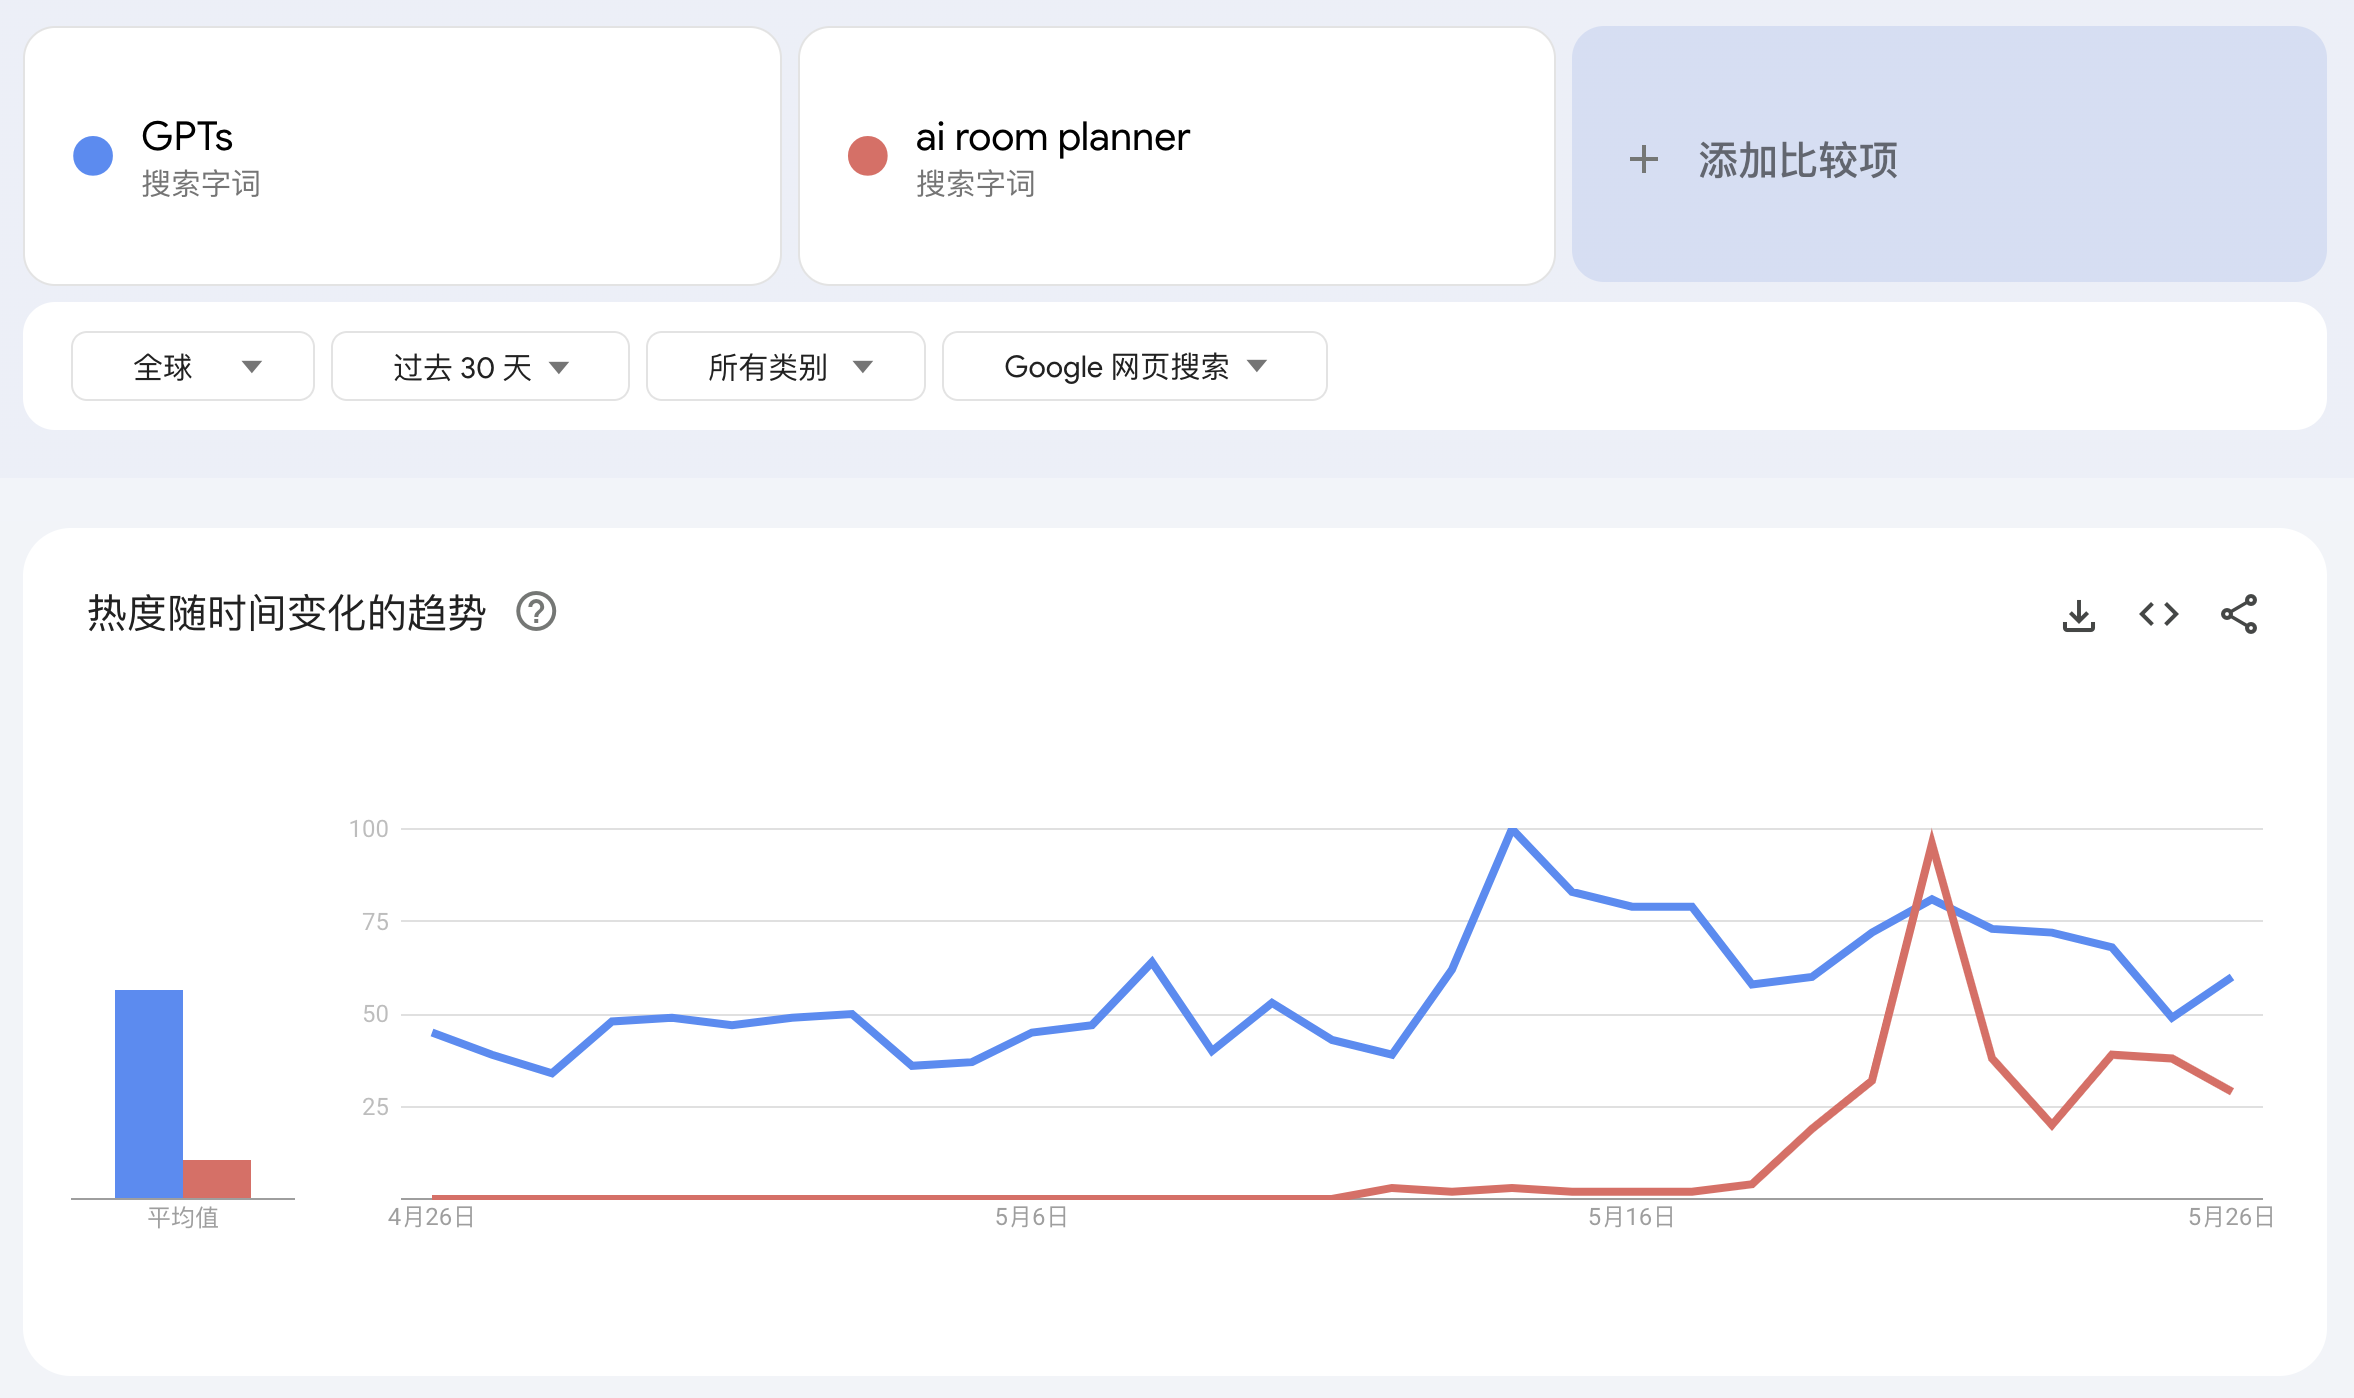 GPTs
搜索字词
ai room planner
搜索字词
+ 添加比较项
全球
过去 30 天
所有类别
Google 网页搜索
热度随时间变化的趋势
100
75
50
25
平均值
4月26日
5月6日
5月16日
5月26日